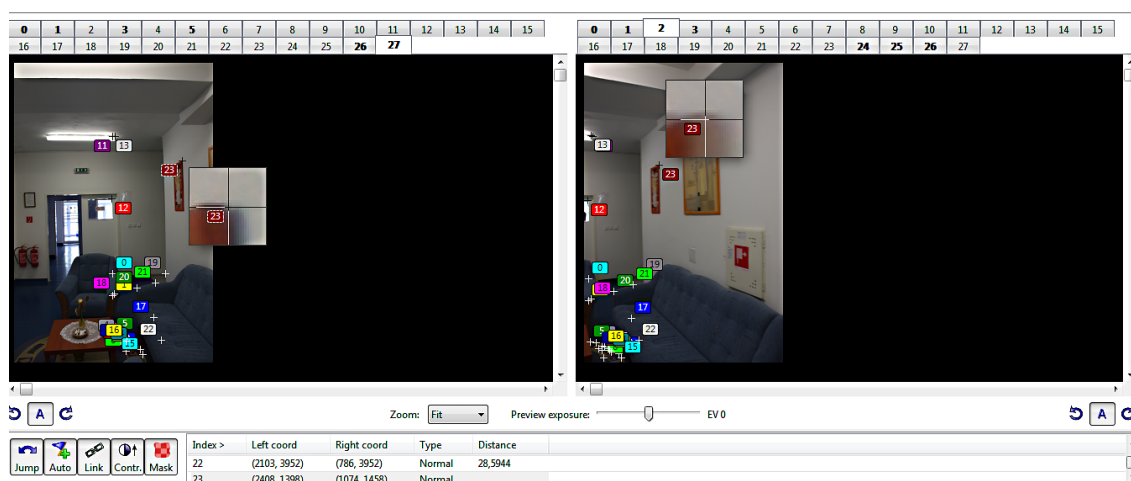 0 1 2 3 4 5 6 7 8 9 10 11 12 13 14 15
16 17 18 19 20 21 22 23 24 25 26 27
0 1 2 3 4 5 6 7 8 9 10 11 12 13 14 15
16 17 18 19 20 21 22 23 24 25 26 27
11 13
23
23
12
0 19
20 21
18 1
17
5
16 22
15
23
13
23
12
0 19
20 21
18
17
5 22
16
15
Zoom: Fit Preview exposure: EV 0
A
A
Jump Auto Link Contr. Mask
Index > Left coord Right coord Type Distance
22 (2103, 3952) (786, 3952) Normal 28,5944
23 (2408, 1398) (1074, 1458) Normal